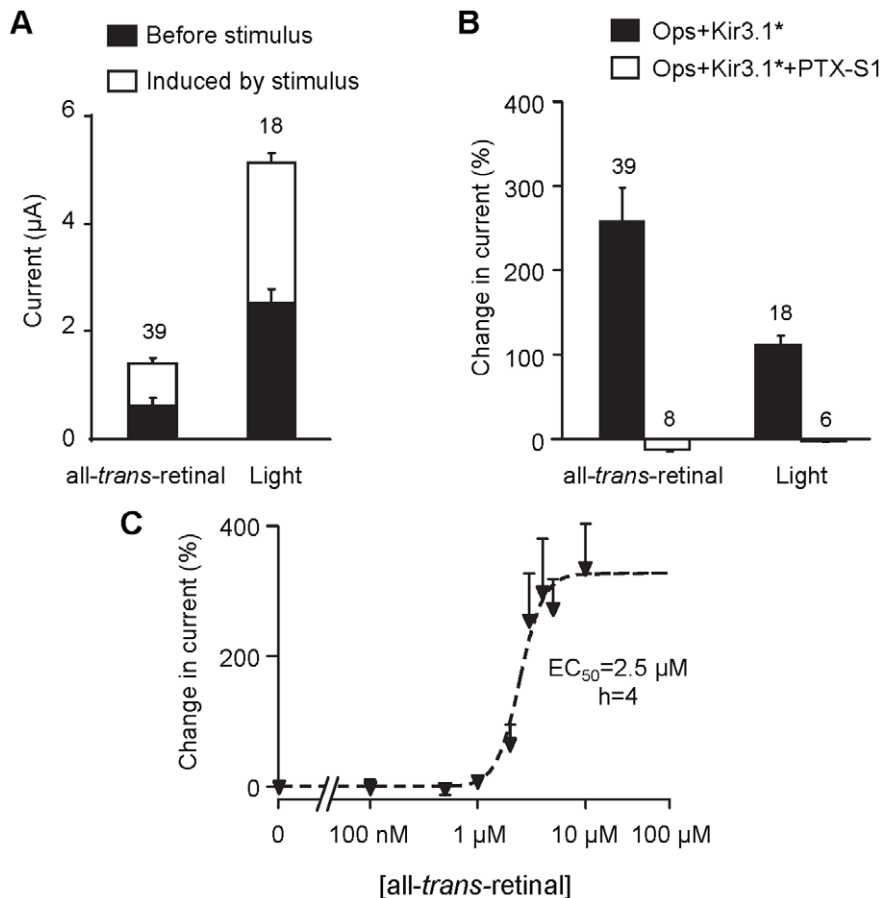 A
Before stimulus
Induced by stimulus
Current (µA)
6
4
2
0
39
18
all-trans-retinal Light
B
Ops+Kir3.1*
Ops+Kir3.1*+PTX-S1
Change in current (%)
400
300
200
100
0
39
8
18
6
all-trans-retinal Light
C
Change in current (%)
400
200
0
EC50=2.5 µM
h=4
0 100 nM 1 µM 10 µM 100 µM
[all-trans-retinal]